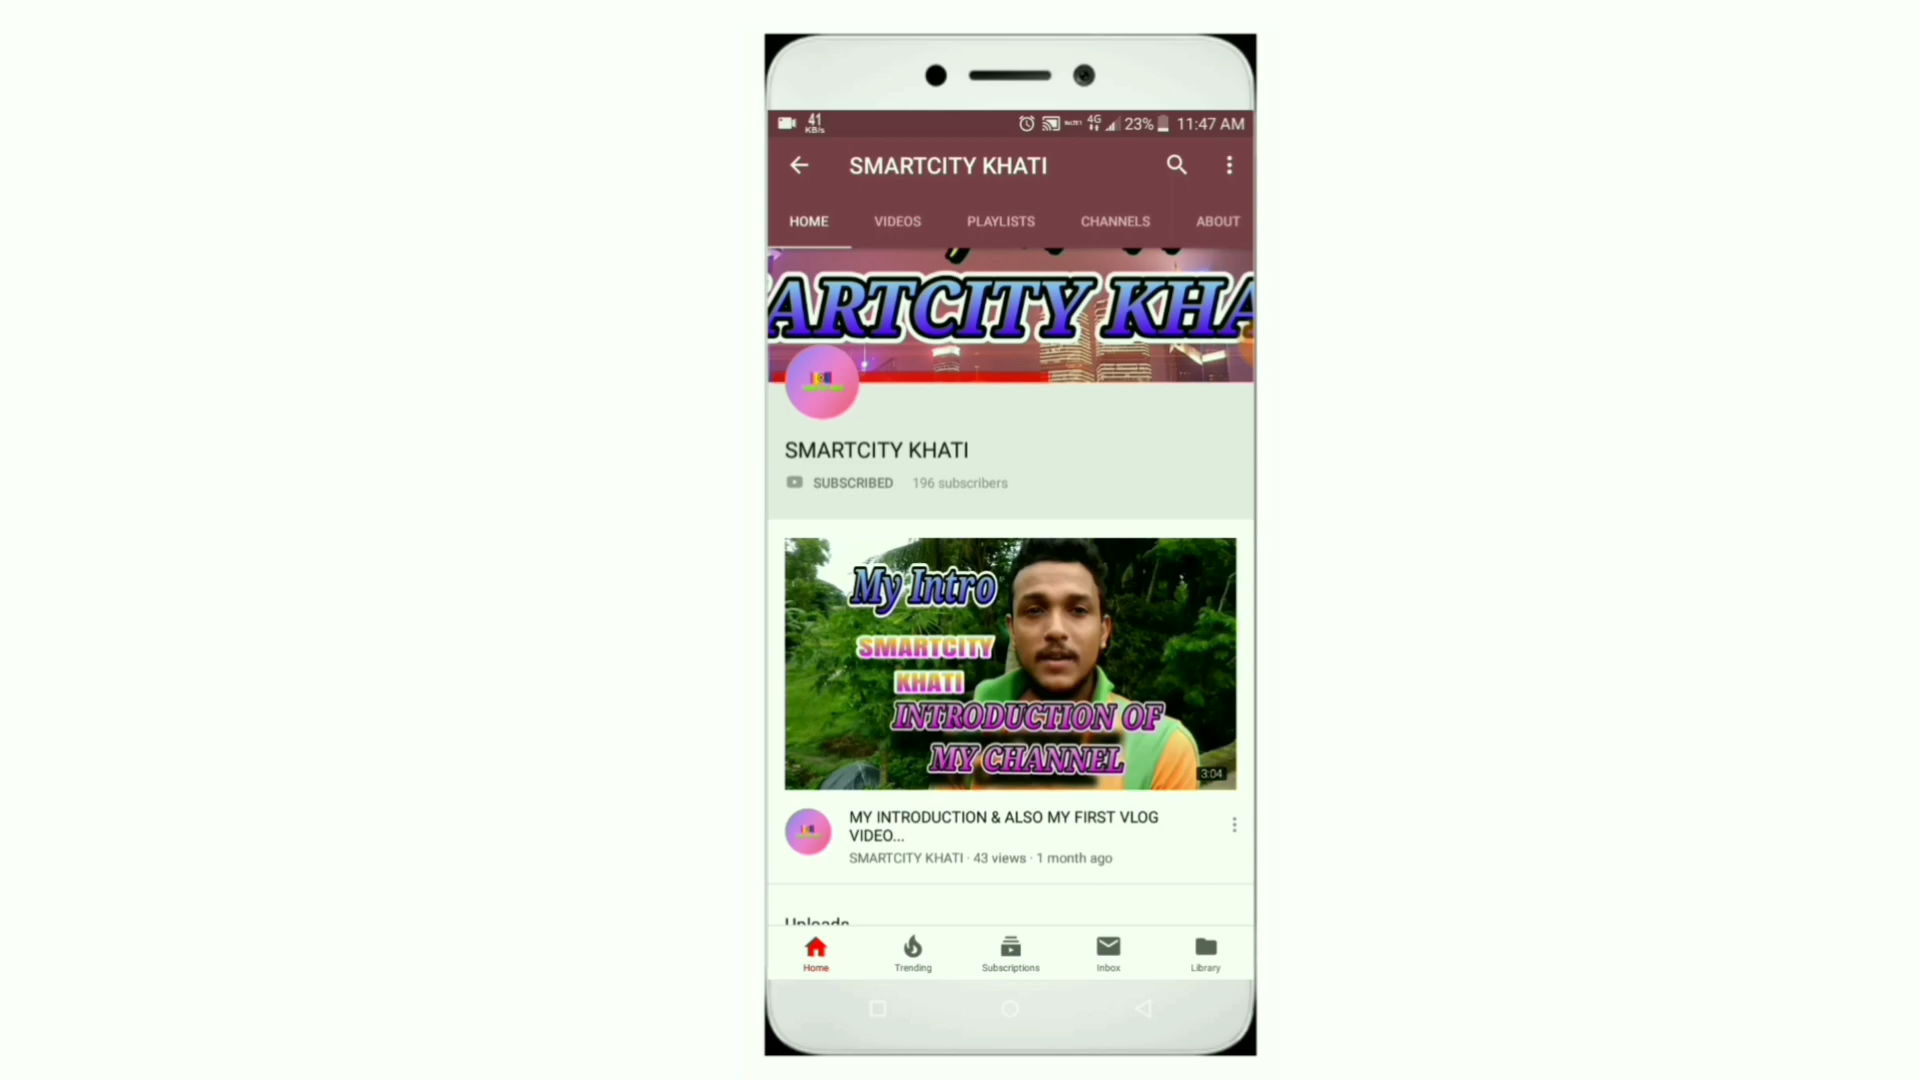 41
KB/s
4G
23%
11:47 AM
SMARTCITY KHATI
HOME
VIDEOS
PLAYLISTS
CHANNELS
ABOUT
ARTCITY KHA
SMARTCITY KHATI
SUBSCRIBED
196 subscribers
My Intro
SMARTCITY
KHATI
INTRODUCTION OF
MY CHANNEL
3:04
MY INTRODUCTION & ALSO MY FIRST VLOG
VIDEO...
SMARTCITY KHATI · 43 views · 1 month ago
Uploads
Home
Trending
Subscriptions
Inbox
Library